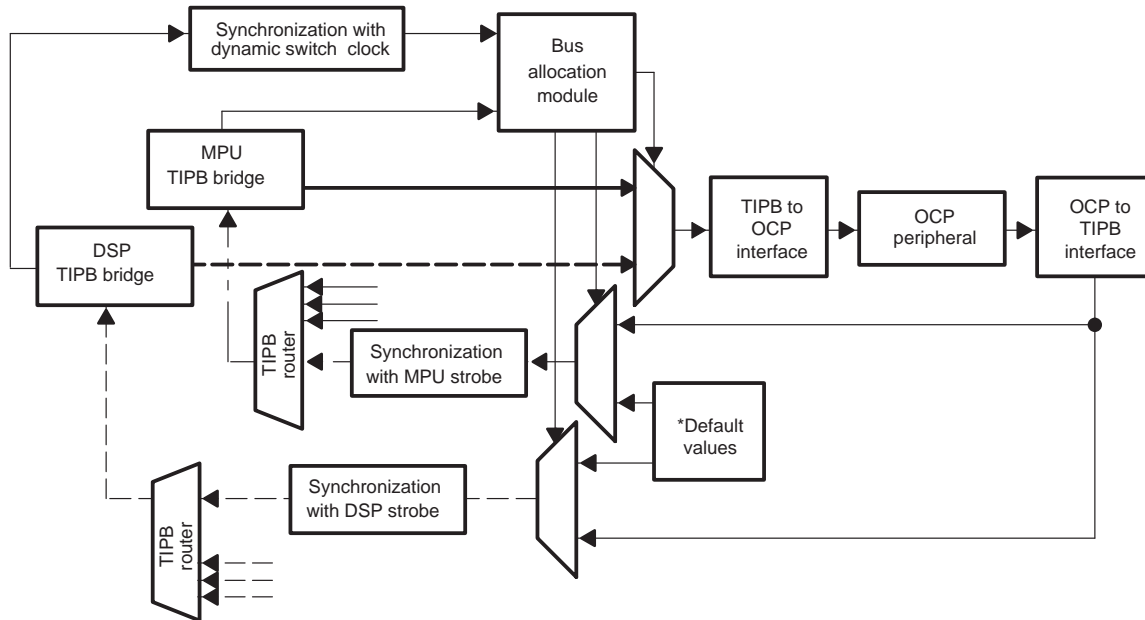 Synchronization with
dynamic switch clock
Bus
allocation
module
MPU
TIPB bridge
DSP
TIPB bridge
TIPB to
OCP
interface
OCP
peripheral
OCP to
TIPB
interface
TIPB
router
Synchronization
with MPU strobe
*Default
values
Synchronization
with DSP strobe
TIPB
router